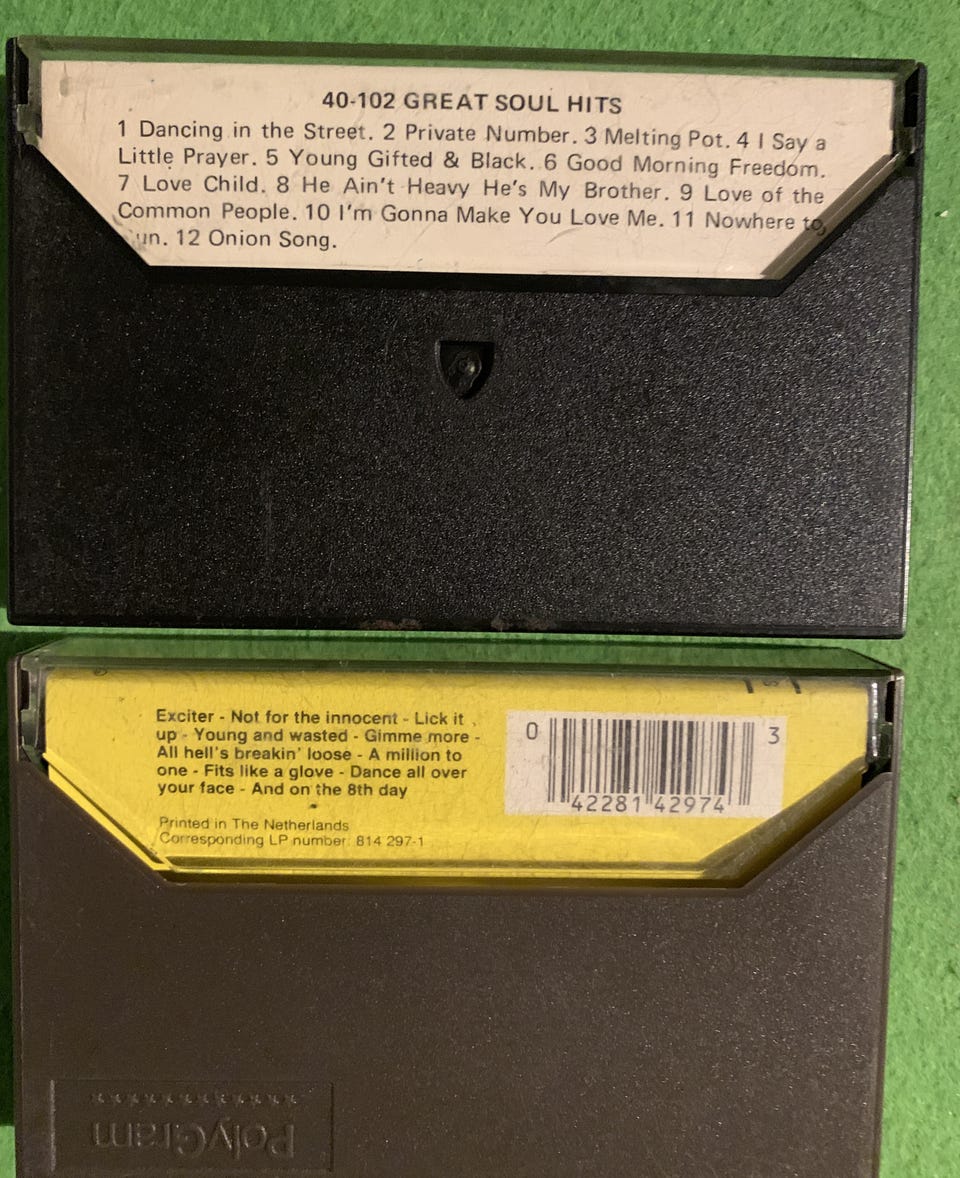 40-102 GREAT SOUL HITS
1 Dancing in the Street. 2 Private Number. 3 Melting Pot. 4 I Say a
Little Prayer. 5 Young Gifted & Black. 6 Good Morning Freedom.
7 Love Child. 8 He Ain't Heavy He's My Brother. 9 Love of the
Common People. 10 I'm Gonna Make You Love Me. 11 Nowhere to
un. 12 Onion Song.
Exciter - Not for the innocent - Lick it
up - Young and wasted - Gimme more -
All hell's breakin' loose - A million to
one - Fits like a glove - Dance all over
your face - And on the 8th day
Printed in The Netherlands
Corresponding LP number: 814 297-1
0 42281 42974 3
PolyGram